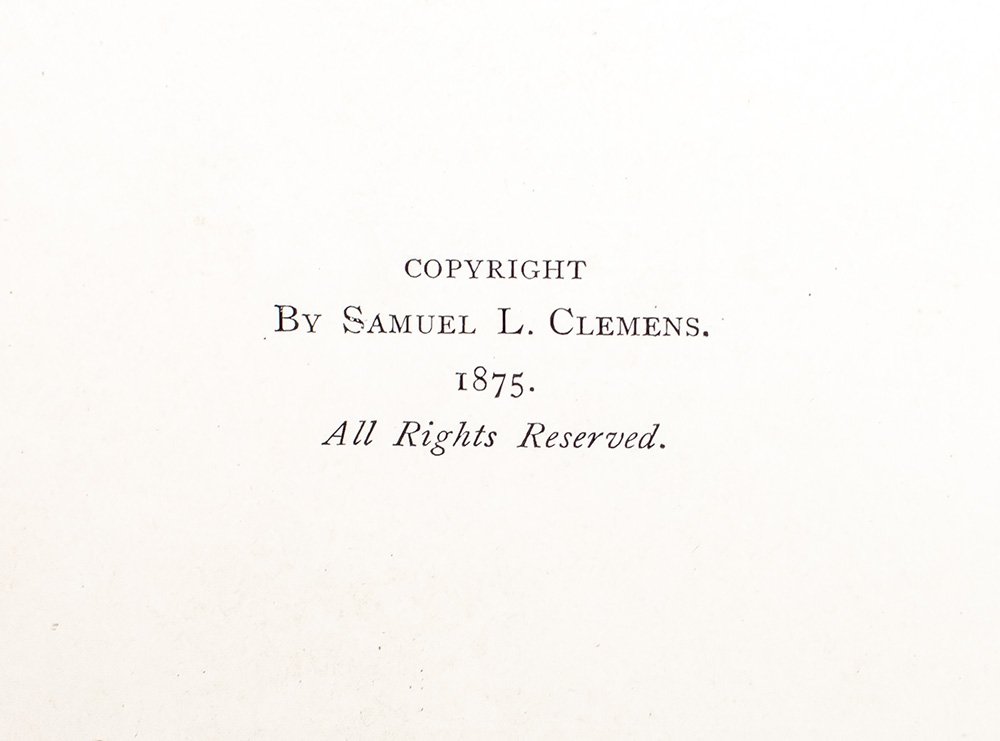 COPYRIGHT
BY SAMUEL L. CLEMENS.
1875.
All Rights Reserved.